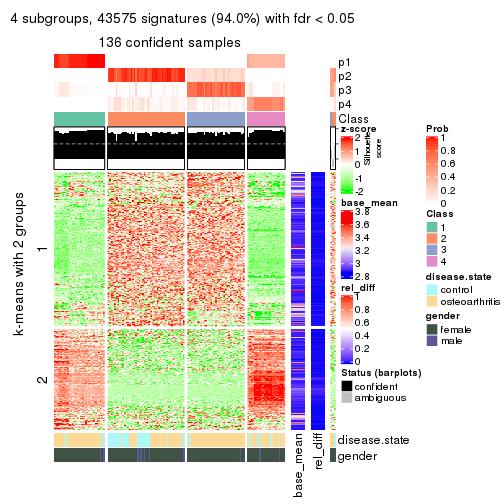 4 subgroups, 43575 signatures (94.0%) with fdr < 0.05
136 confident samples
p1
p2
p3
p4
Class
Silhouette
score
k-means with 2 groups
1
2
base_mean
rel_diff
disease.state
gender
z-score
2
1
0
-1
-2
base_mean
3.8
3.6
3.4
3.2
3
2.8
rel_diff
1
0.8
0.6
0.4
0.2
0
Status (barplots)
confident
ambiguous
Prob
1
0.8
0.6
0.4
0.2
0
Class
1
2
3
4
disease.state
control
osteoarthritis
gender
female
male